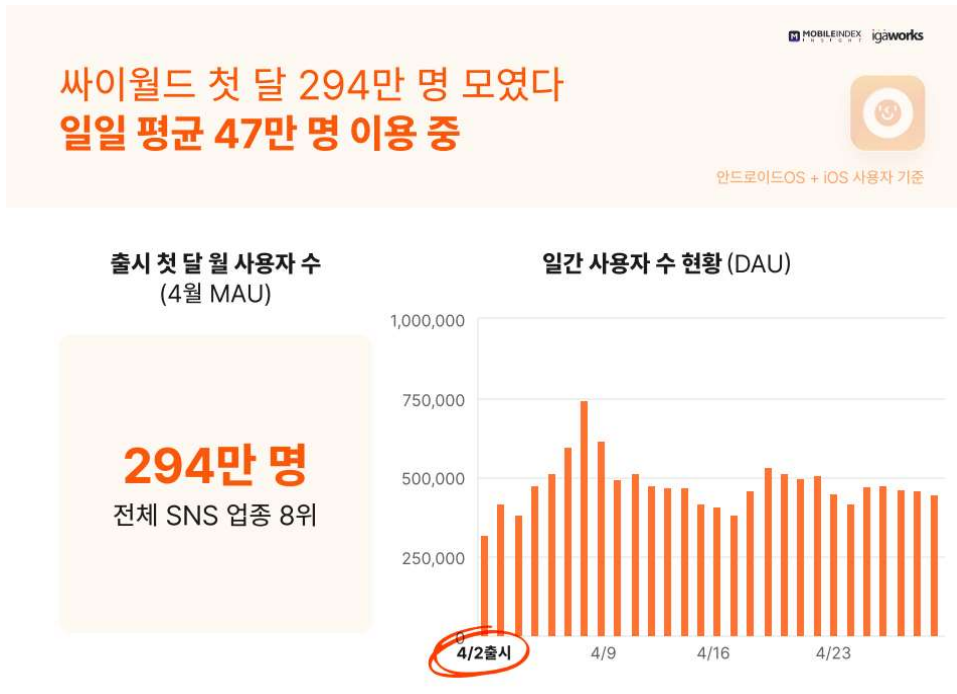 MOBILEINDEX
INSIGHT
igaworks
싸이월드 첫 달 294만 명 모였다
일일 평균 47만 명 이용 중
안드로이드OS + iOS 사용자 기준
출시 첫 달 월 사용자 수
(4월 MAU)
294만 명
전체 SNS 업종 8위
일간 사용자 수 현황 (DAU)
1,000,000
750,000
500,000
250,000
0
4/2출시
4/9
4/16
4/23